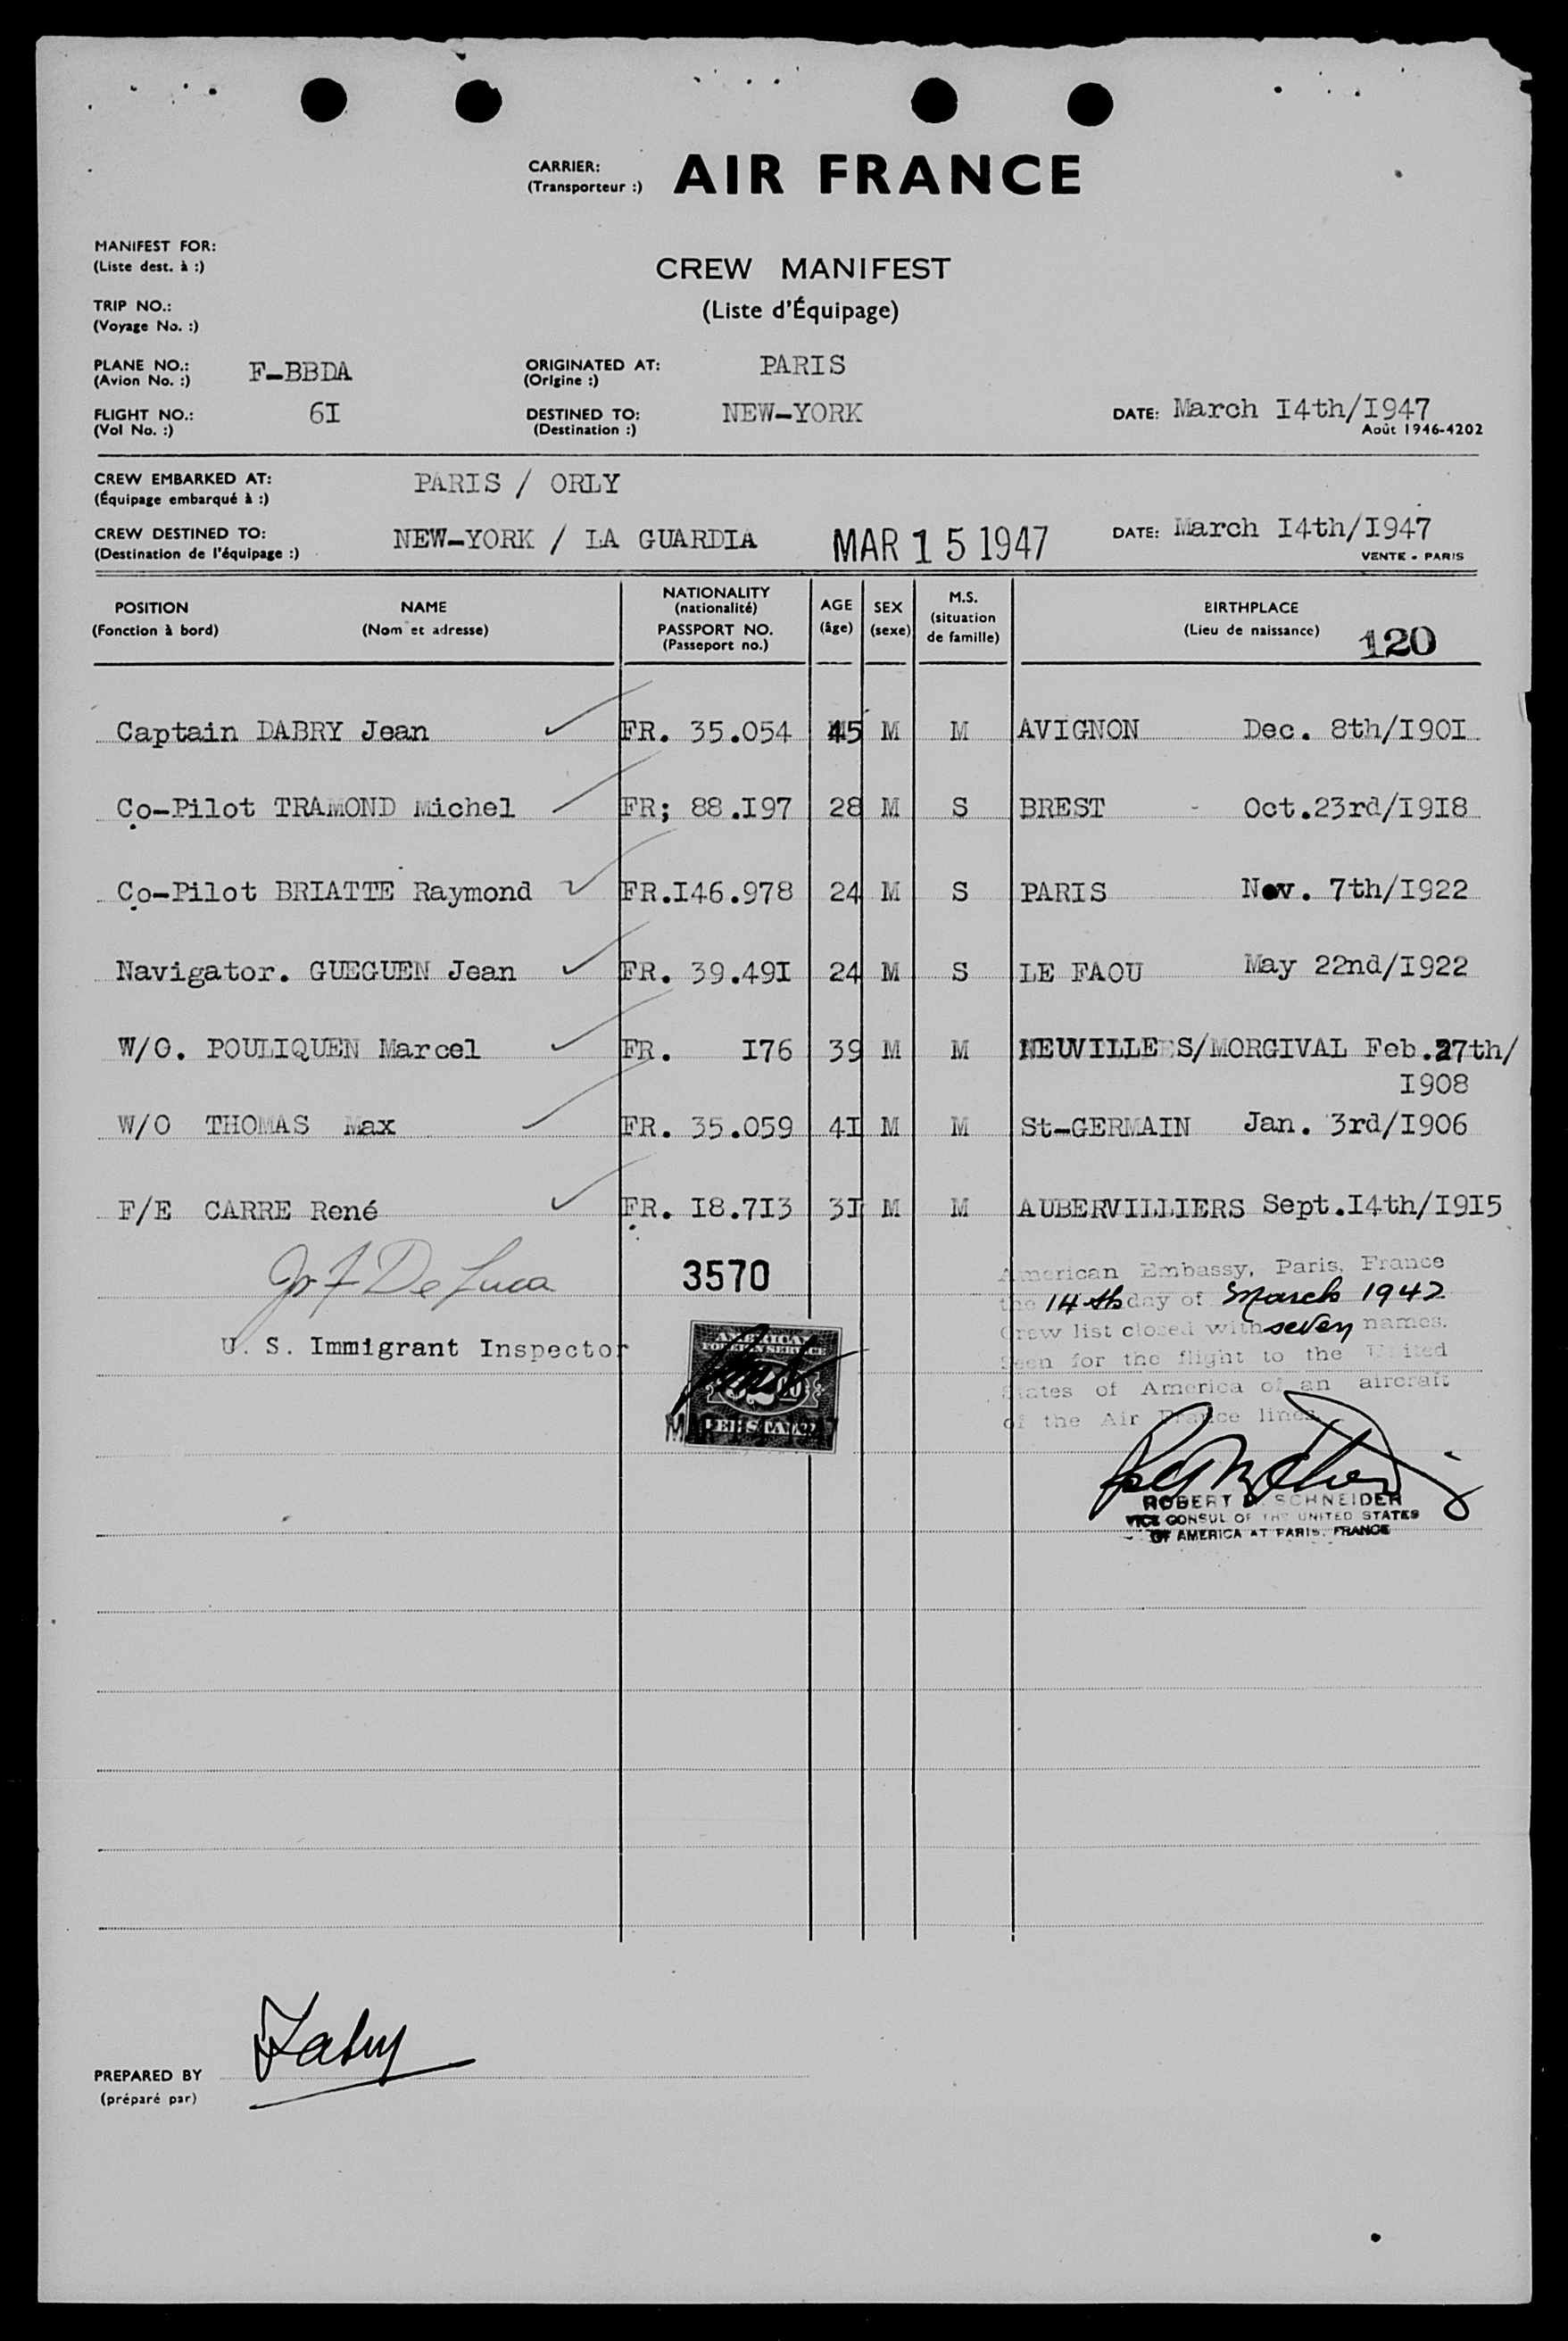 CARRIER: AIR FRANCE
(Transporteur :)
MANIFEST FOR:
(Liste dest. à :)
CREW MANIFEST
(Liste d'Équipage)
TRIP NO.:
(Voyage No. :)
PLANE NO.: F-BBDA ORIGINATED AT: PARIS
(Avion No. :) (Origine :)
FLIGHT NO.: 6I DESTINED TO: NEW-YORK DATE: March I4th/I947
(Vol No. :) (Destination :) Août 1946-4202
CREW EMBARKED AT: PARIS / ORLY
(Équipage embarqué à :)
CREW DESTINED TO: NEW-YORK / LA GUARDIA MAR 15 1947 DATE: March I4th/I947
(Destination de l'équipage :) VENTE - PARIS
POSITION NAME NATIONALITY AGE SEX M.S. BIRTHPLACE
(Fonction à bord) (Nom et adresse) (nationalité) (âge) (sexe) (situation de famille) (Lieu de naissance) 120
PASSPORT NO.
(Passeport no.)
Captain DABRY Jean FR. 35.054 45 M M AVIGNON Dec. 8th/I90I
Co-Pilot TRAMOND Michel FR; 88.I97 28 M S BREST - Oct.23rd/I9I8
Co-Pilot BRIATTE Raymond FR.I46.978 24 M S PARIS Nov. 7th/I922
Navigator. GUEGUEN Jean FR. 39.49I 24 M S LE FAOU May 22nd/I922
W/O. POULIQUEN Marcel FR. I76 39 M M NEUVILLE S/MORGIVAL Feb.27th/
I908
W/O THOMAS Max FR. 35.059 4I M M St-GERMAIN Jan. 3rd/I906
F/E CARRE René FR. I8.7I3 3I M M AUBERVILLIERS Sept.I4th/I9I5
De Luca 3570
U. S. Immigrant Inspector
AMERICAN
FOREIGN SERVICE
FEE STAMP
American Embassy, Paris, France
the 14th day of March 1947
Crew list closed with seven names.
Seen for the flight to the United
States of America of an aircraft
of the Air France lines.
ROBERT D. SCHNEIDER
VICE CONSUL OF THE UNITED STATES
OF AMERICA AT PARIS, FRANCE
PREPARED BY Dabry
(préparé par)